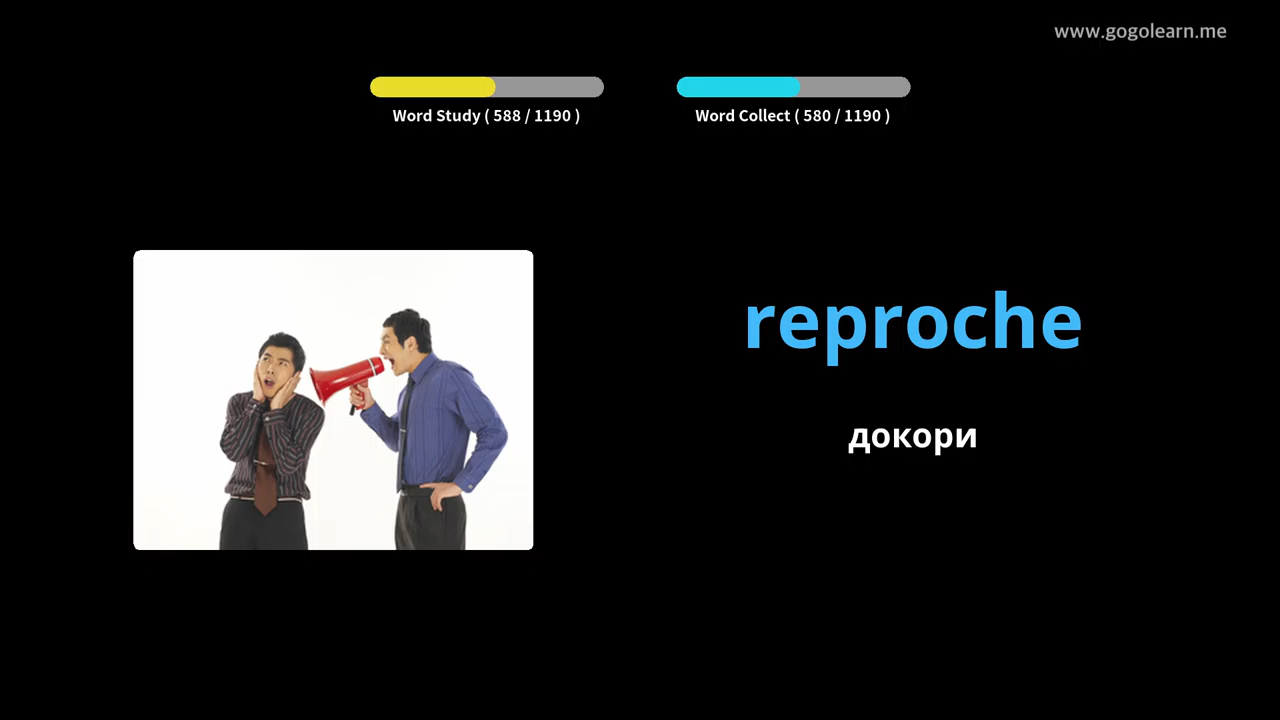 www.gogolearn.me
Word Study ( 588 / 1190 )
Word Collect ( 580 / 1190 )
reproche
докори